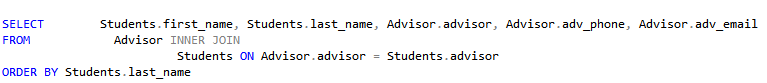 SELECT Students.first_name, Students.last_name, Advisor.advisor, Advisor.adv_phone, Advisor.adv_email
FROM Advisor INNER JOIN
Students ON Advisor.advisor = Students.advisor
ORDER BY Students.last_name